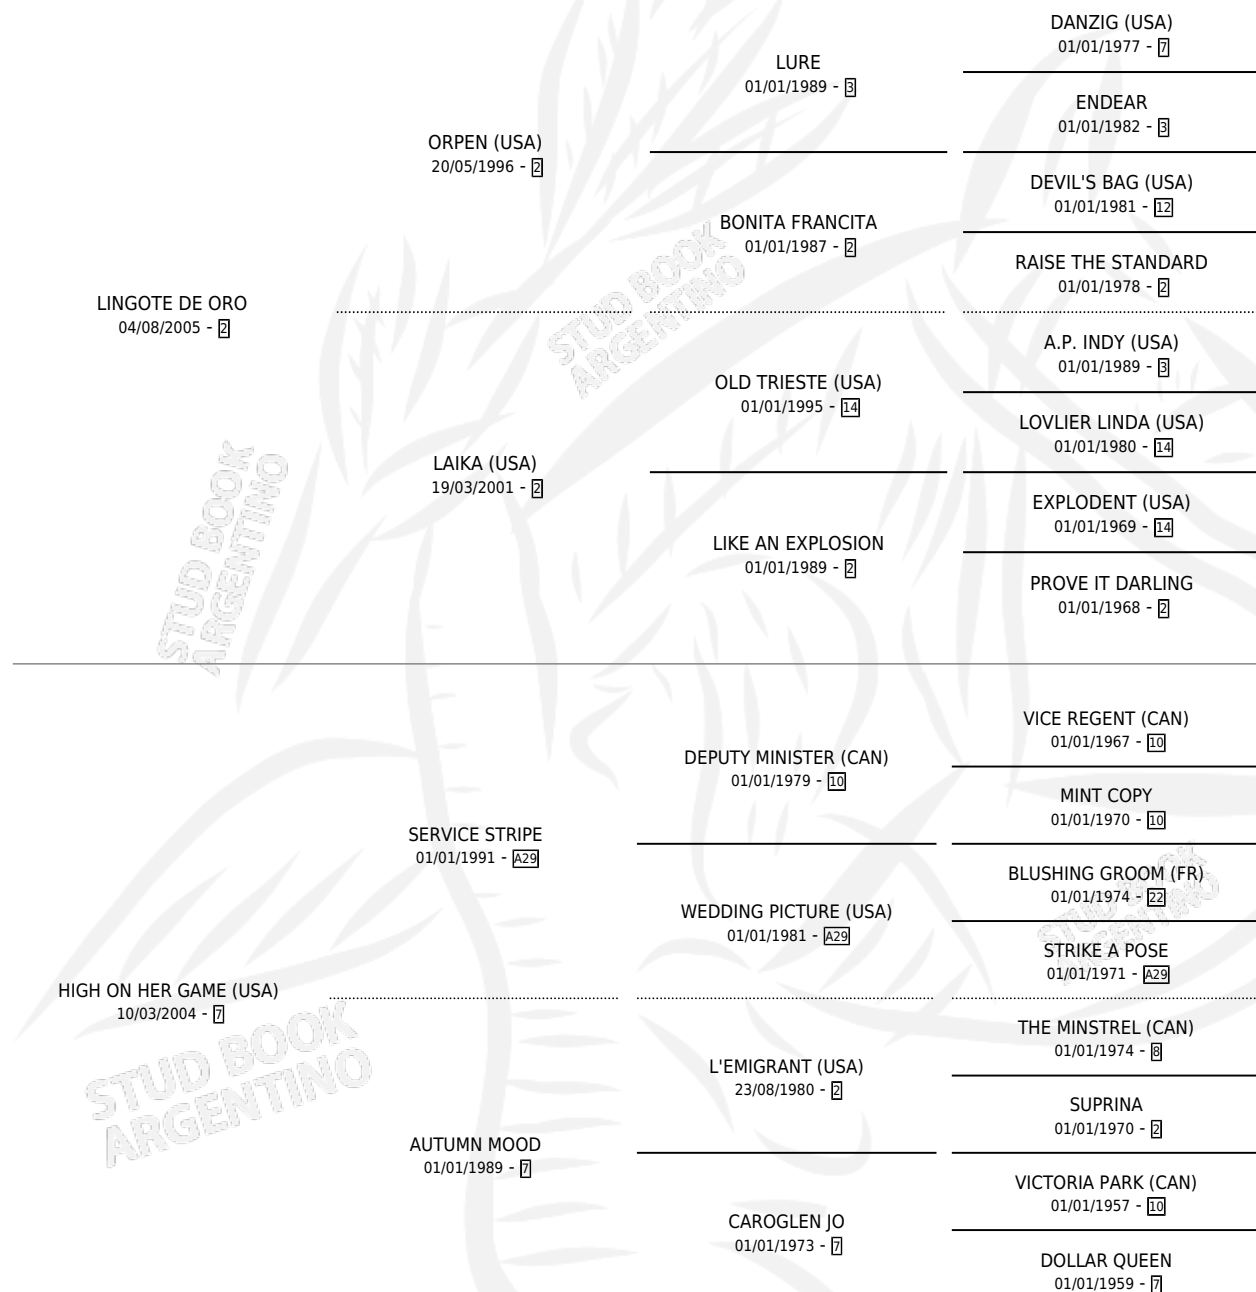 DANZIG (USA)
01/01/1977 - 7
LURE
01/01/1989 - 3
ENDEAR
01/01/1982 - 3
ORPEN (USA)
20/05/1996 - 2
DEVIL'S BAG (USA)
01/01/1981 - 12
BONITA FRANCITA
01/01/1987 - 2
RAISE THE STANDARD
01/01/1978 - 2
LINGOTE DE ORO
04/08/2005 - 2
A.P. INDY (USA)
01/01/1989 - 3
OLD TRIESTE (USA)
01/01/1995 - 14
LOVLIER LINDA (USA)
01/01/1980 - 14
LAIKA (USA)
19/03/2001 - 2
EXPLODENT (USA)
01/01/1969 - 14
LIKE AN EXPLOSION
01/01/1989 - 2
PROVE IT DARLING
01/01/1968 - 2
VICE REGENT (CAN)
01/01/1967 - 10
DEPUTY MINISTER (CAN)
01/01/1979 - 10
MINT COPY
01/01/1970 - 10
SERVICE STRIPE
01/01/1991 - A29
BLUSHING GROOM (FR)
01/01/1974 - 22
WEDDING PICTURE (USA)
01/01/1981 - A29
STRIKE A POSE
01/01/1971 - A29
HIGH ON HER GAME (USA)
10/03/2004 - 7
THE MINSTREL (CAN)
01/01/1974 - 8
L'EMIGRANT (USA)
23/08/1980 - 2
SUPRINA
01/01/1970 - 2
AUTUMN MOOD
01/01/1989 - 7
VICTORIA PARK (CAN)
01/01/1957 - 10
CAROGLEN JO
01/01/1973 - 7
DOLLAR QUEEN
01/01/1959 - 7
STUD BOOK
ARGENTINO
STUD BOOK
ARGENTINO
STUD BOOK
ARGENTINO
STUD BOOK
ARGENTINO